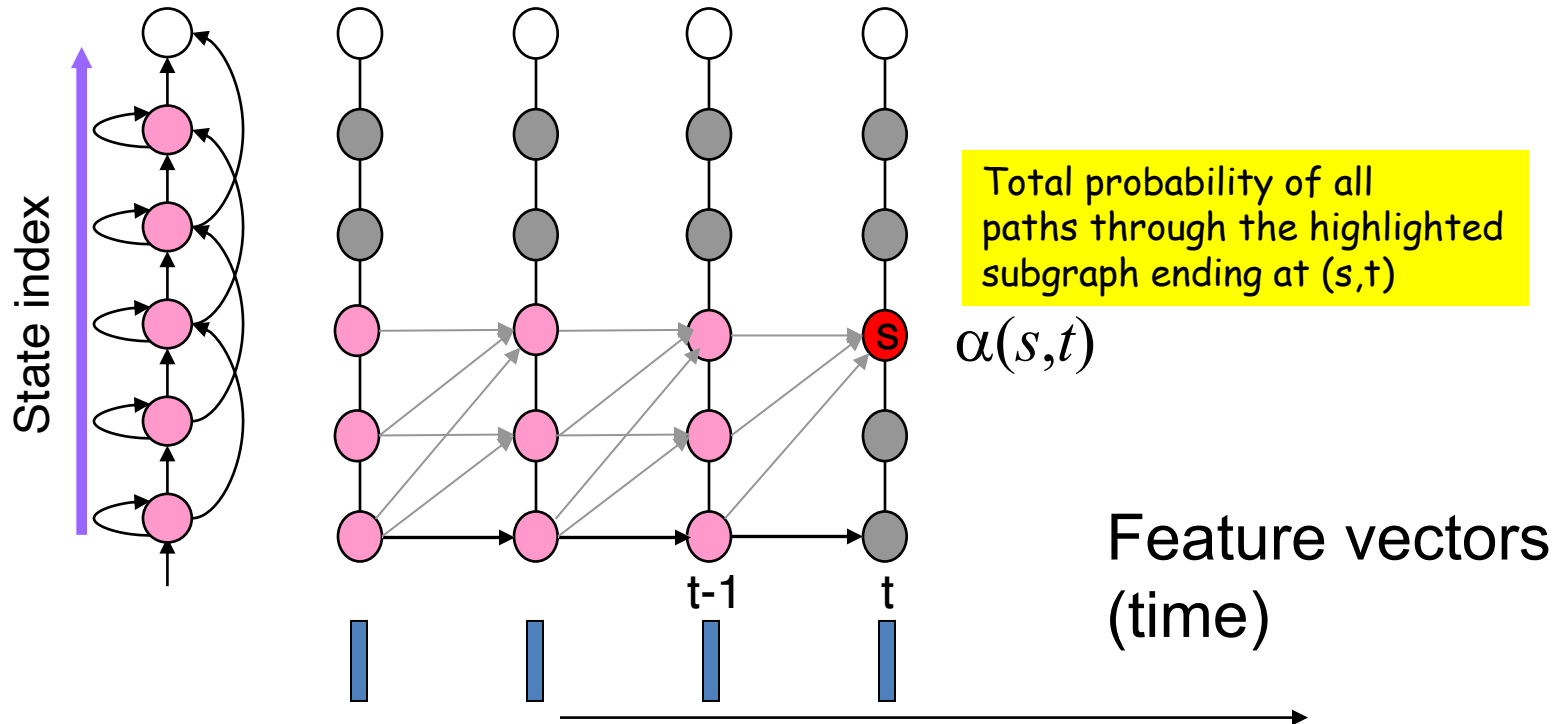 State index
Total probability of all
paths through the highlighted
subgraph ending at (s,t)
s
α(s,t)
t-1
t
Feature vectors
(time)